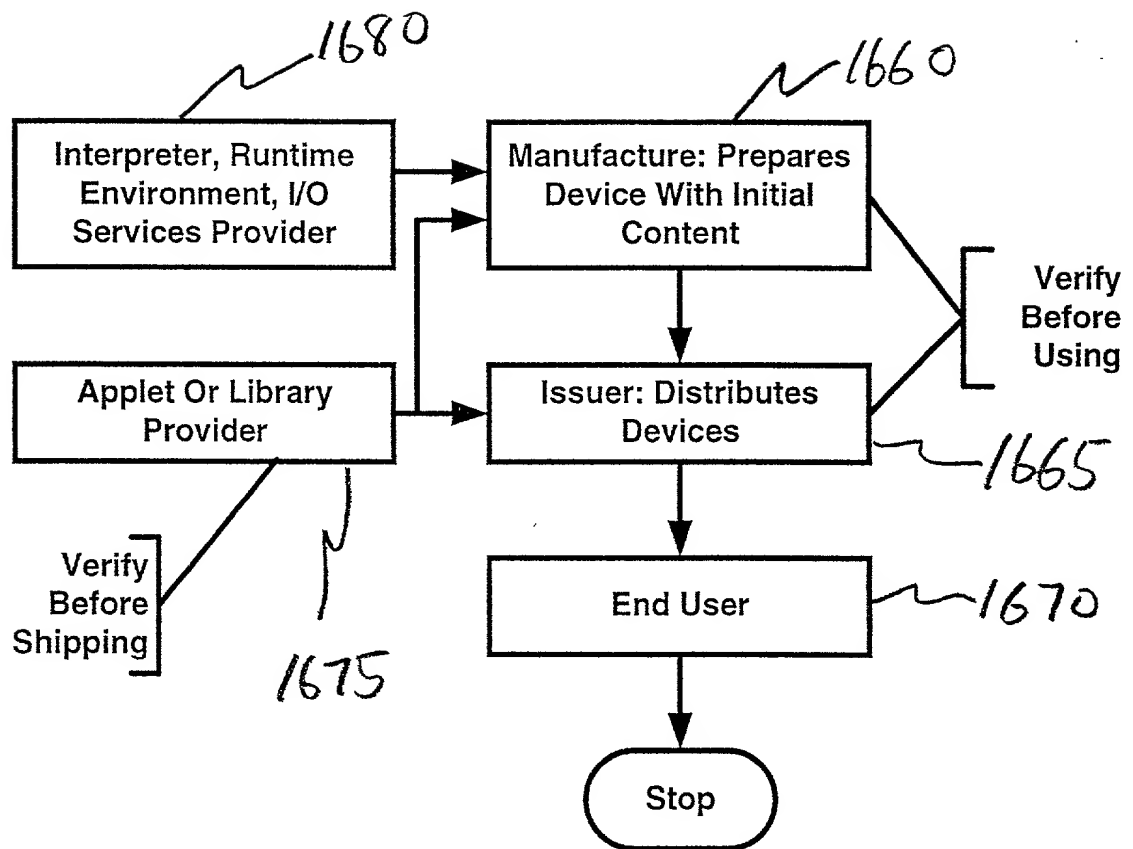 1680
1660
Interpreter, Runtime
Environment, I/O
Services Provider
Manufacture: Prepares
Device With Initial
Content
Verify
Before
Using
Applet Or Library
Provider
Issuer: Distributes
Devices
1665
Verify
Before
Shipping
1675
End User
1670
Stop